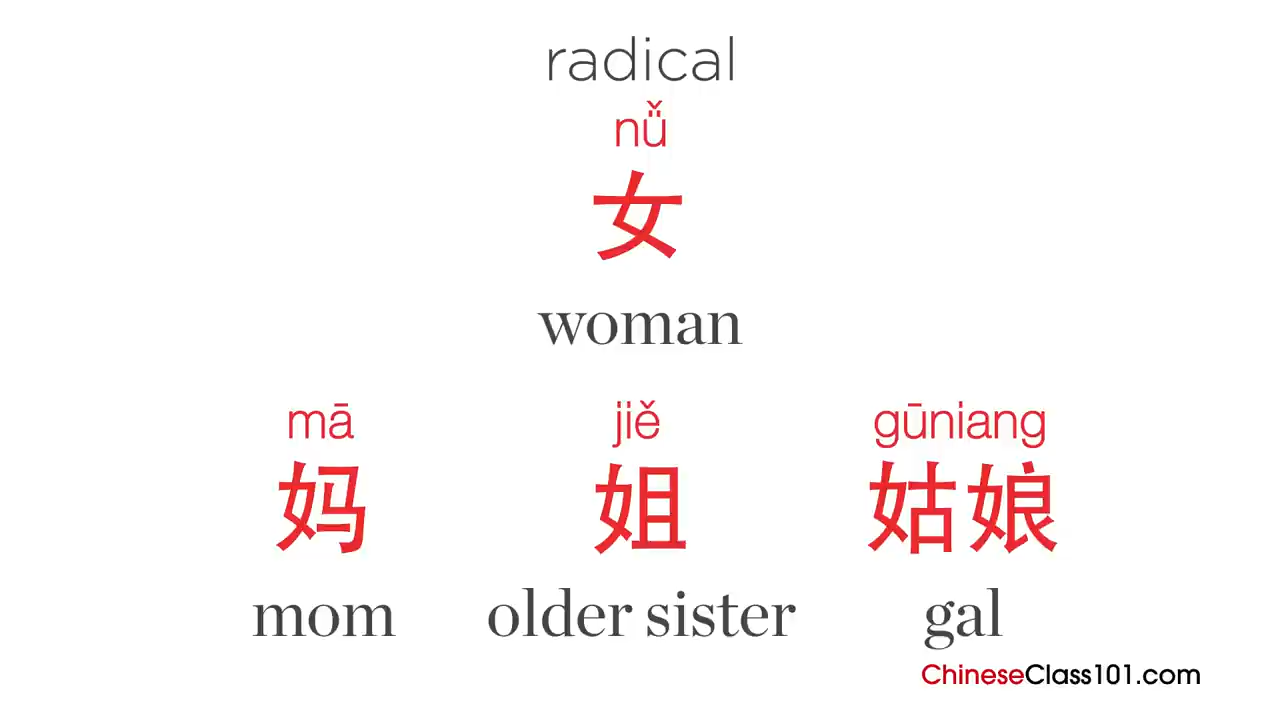 radical
nǚ
女
woman
mā jiě gūniang
妈 姐 姑娘
mom older sister gal
ChineseClass101.com